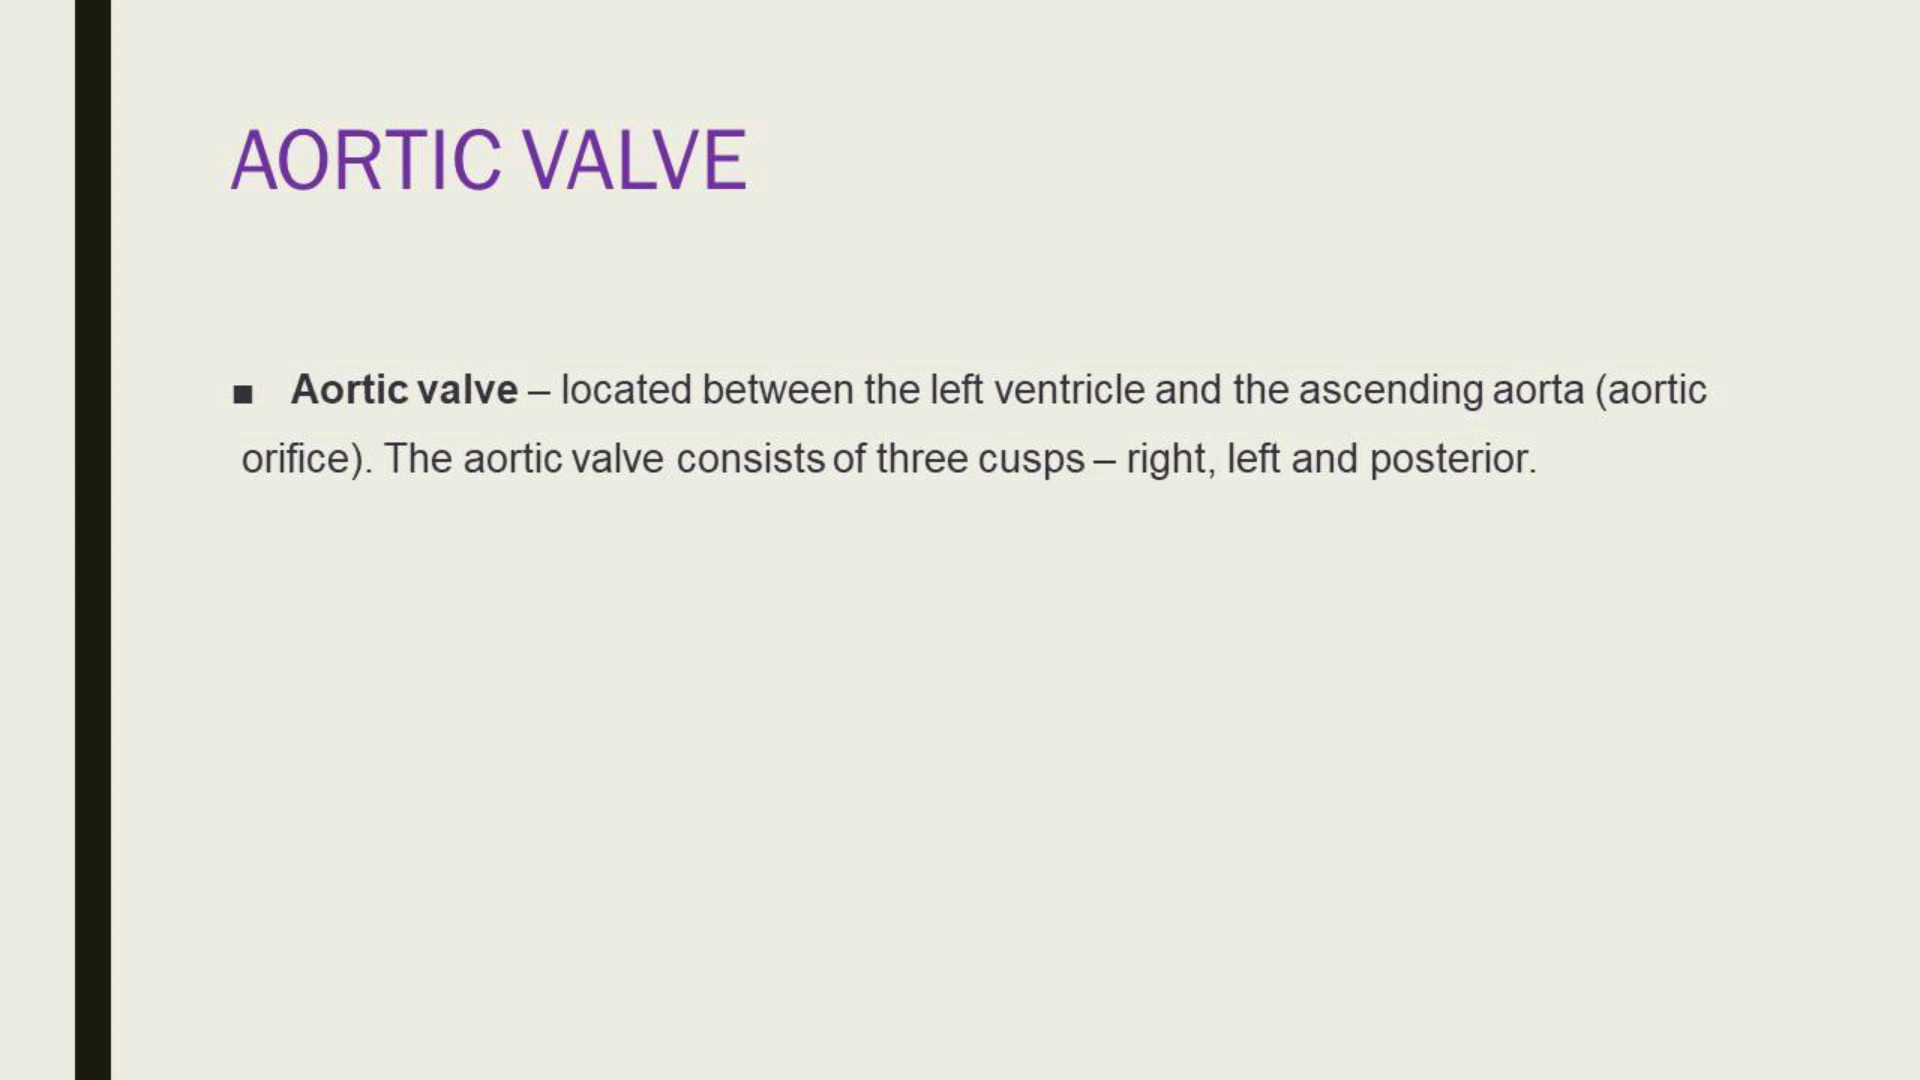 AORTIC VALVE
▪ Aortic valve – located between the left ventricle and the ascending aorta (aortic
orifice). The aortic valve consists of three cusps – right, left and posterior.